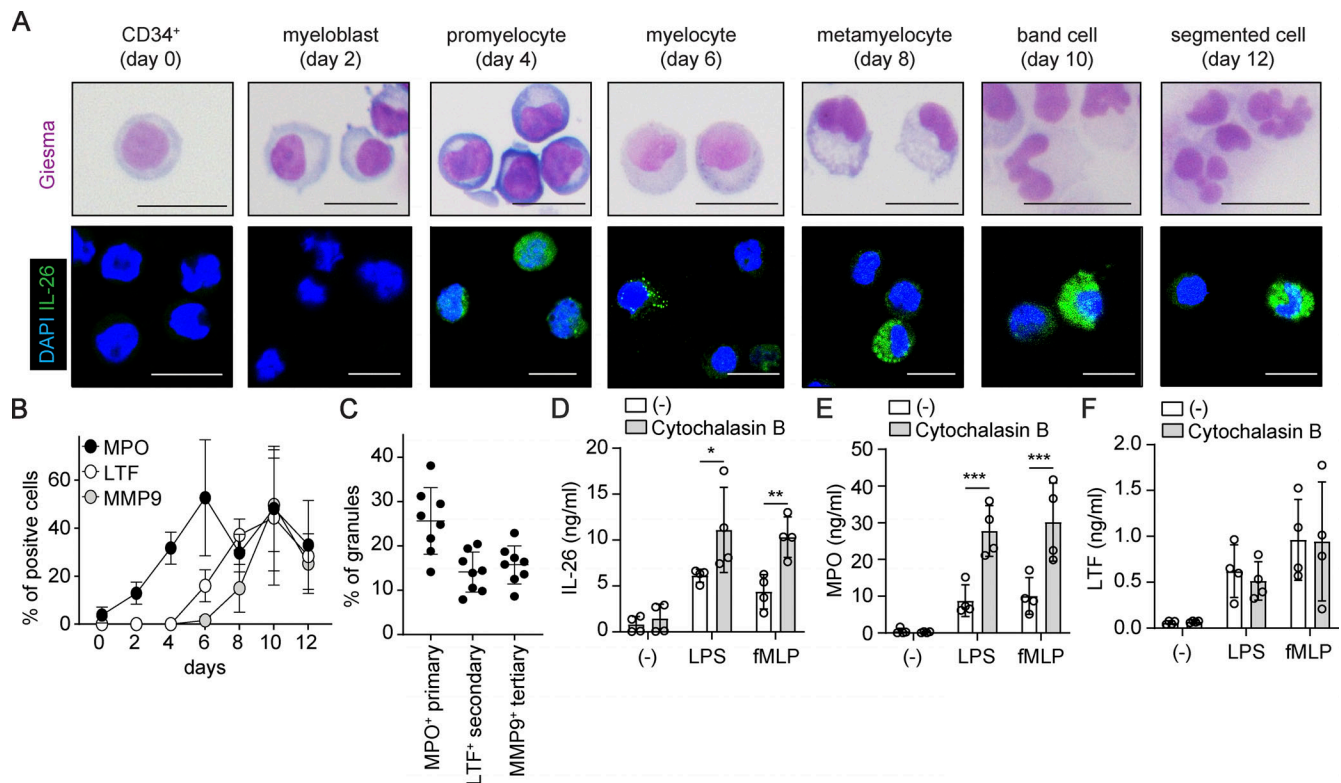 A
CD34+ myeloblast promyelocyte myelocyte metamyelocyte band cell segmented cell
(day 0) (day 2) (day 4) (day 6) (day 8) (day 10) (day 12)
Giesma
DAPI IL-26
B
MPO
LTF
MMP9
% of positive cells
60
40
20
0
0 2 4 6 8 10 12
days
C
% of granules
40
30
20
10
0
MPO+ primary
LTF+ secondary
MMP9+ tertiary
D
(-)
Cytochalasin B
IL-26 (ng/ml)
20
15
10
5
0
*
**
(-) LPS fMLP
E
(-)
Cytochalasin B
MPO (ng/ml)
50
40
30
20
10
0
***
***
(-) LPS fMLP
F
(-)
Cytochalasin B
LTF (ng/ml)
2.0
1.5
1.0
0.5
0.0
(-) LPS fMLP